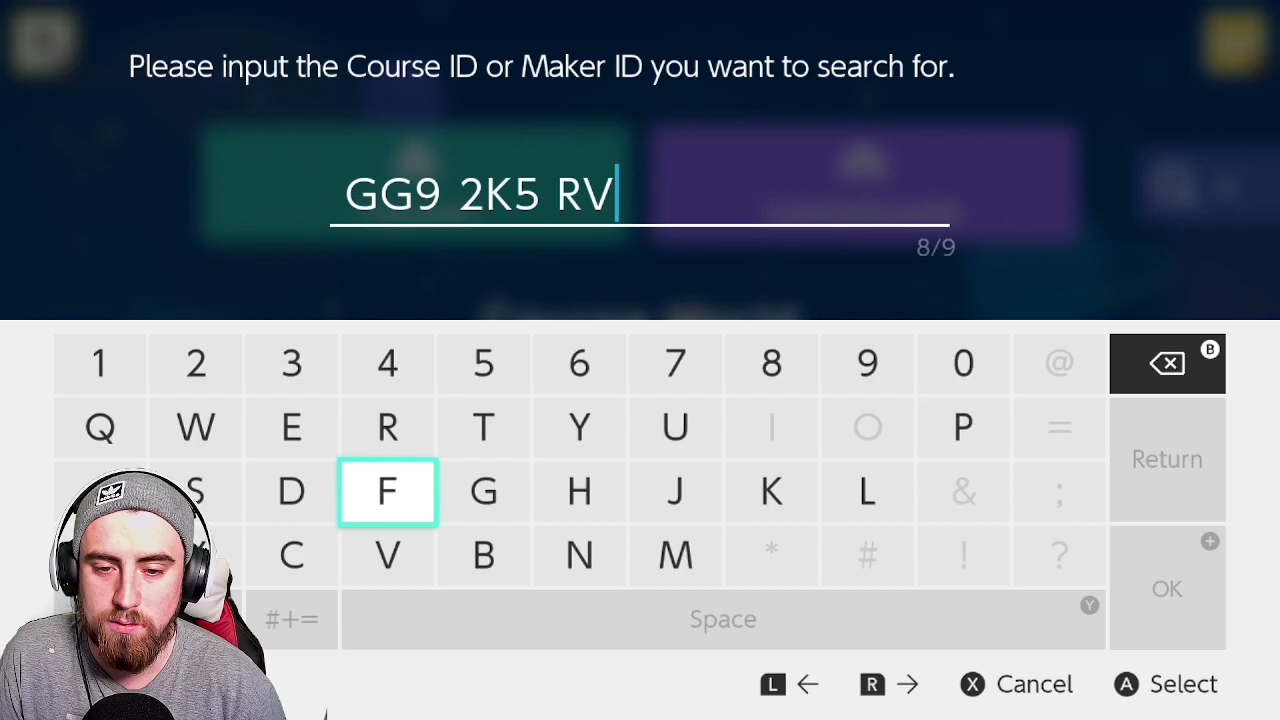 Please input the Course ID or Maker ID you want to search for.
GG9 2K5 RV
8/9
1 2 3 4 5 6 7 8 9 0 @ B
Q W E R T Y U I O P = Return
S D F G H J K L & ;
C V B N M * # ! ? + OK
#+= Space Y
L ← R → X Cancel A Select